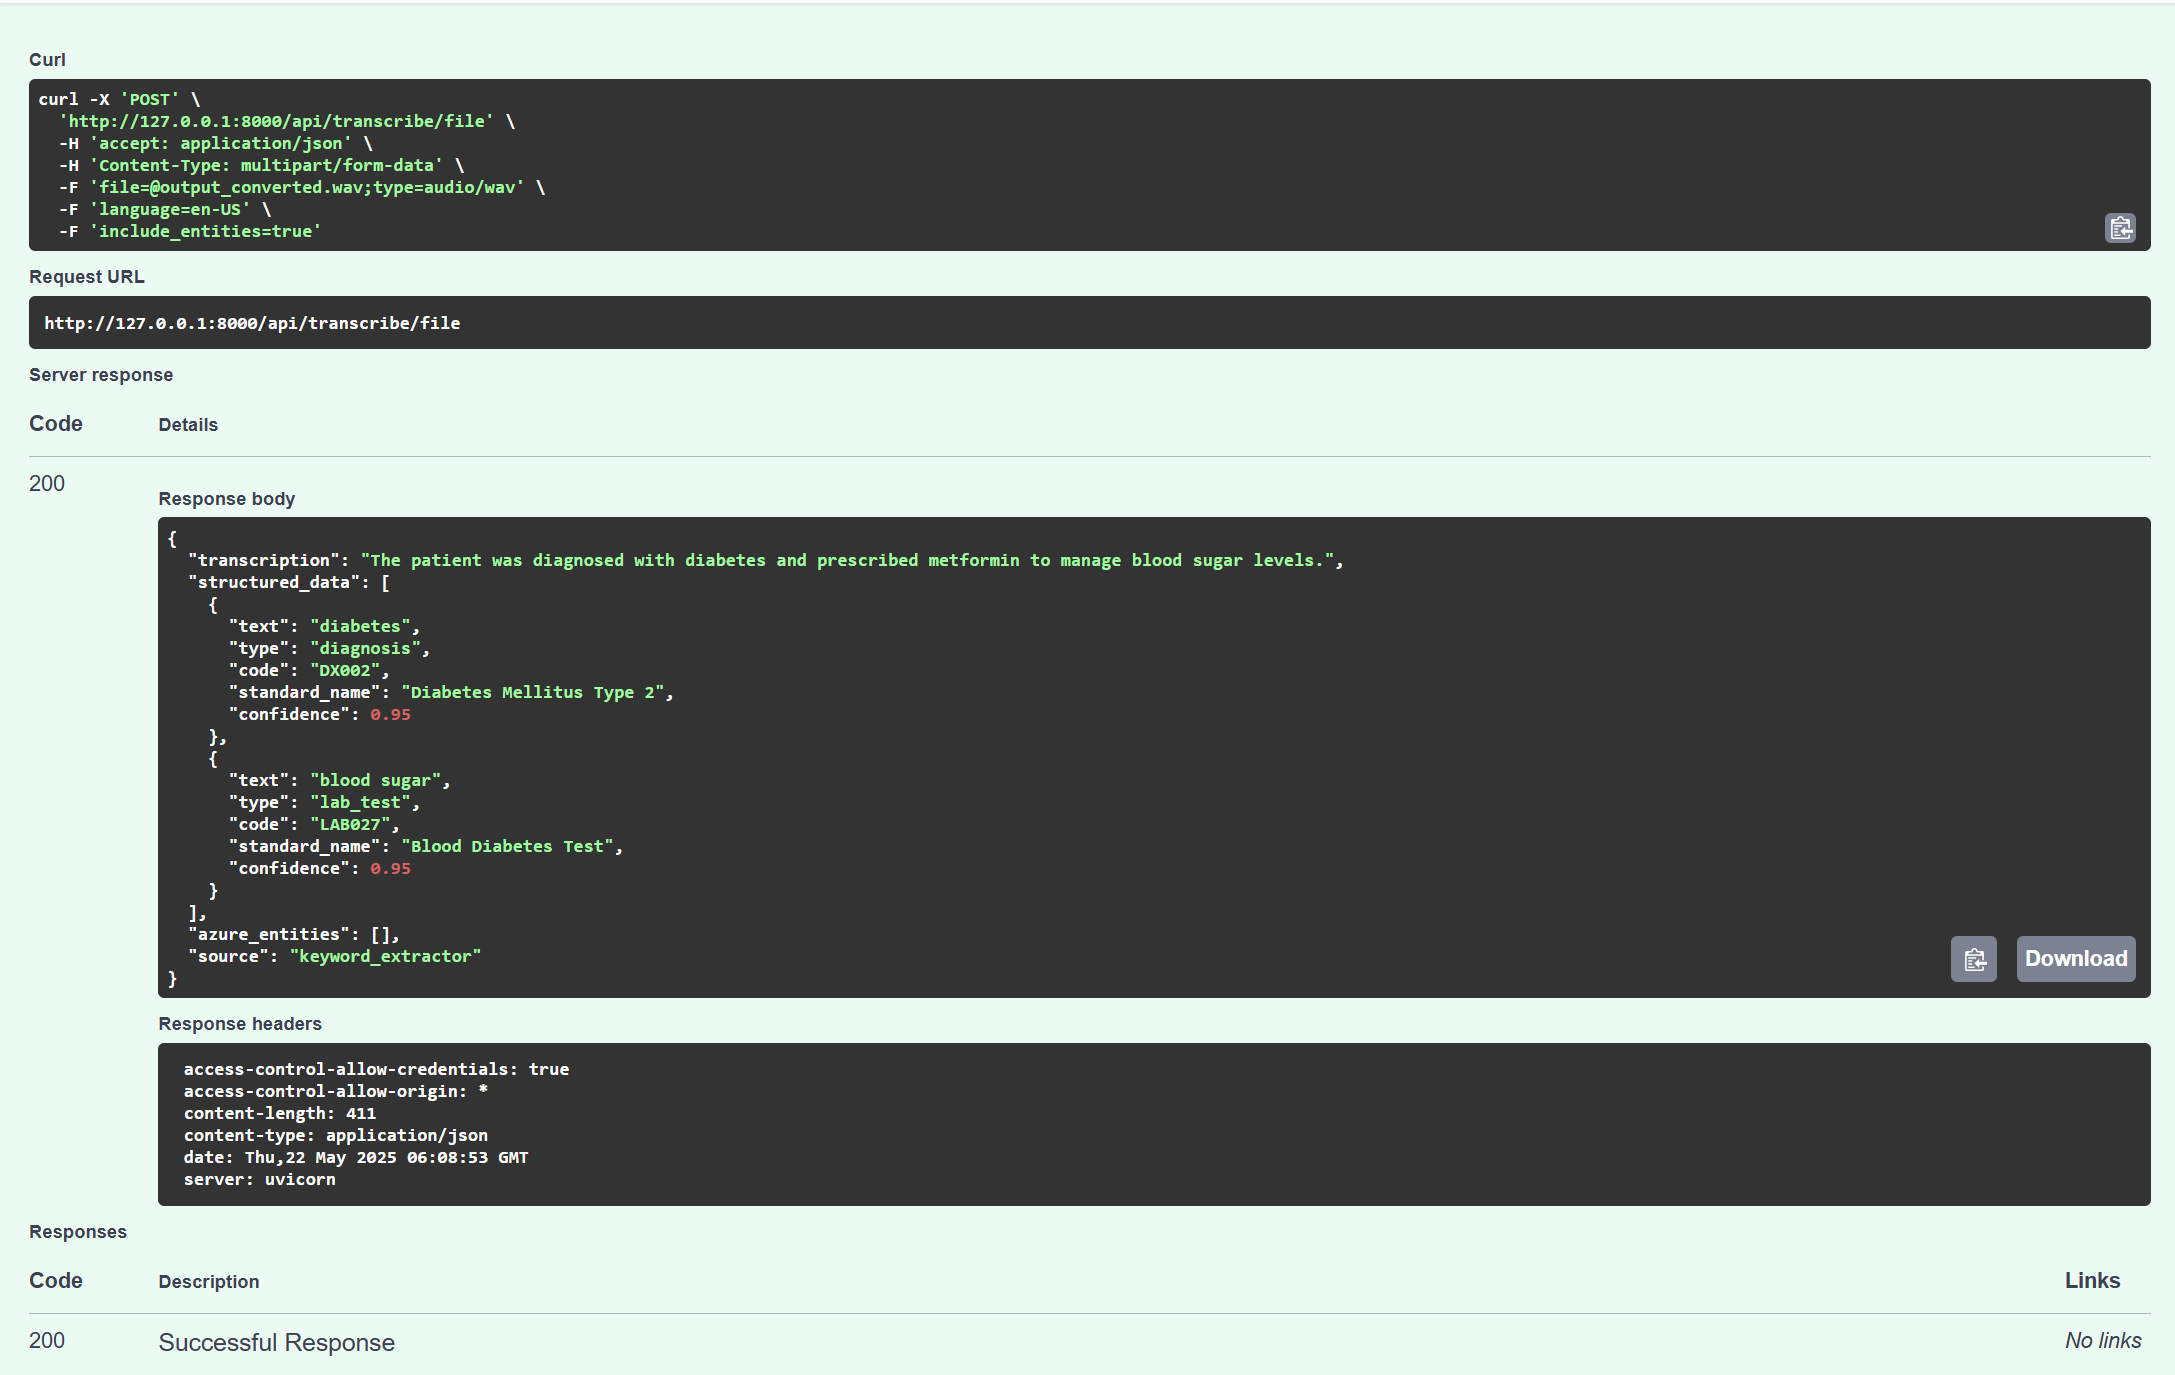 Curl
curl -X 'POST' \
  'http://127.0.0.1:8000/api/transcribe/file' \
  -H 'accept: application/json' \
  -H 'Content-Type: multipart/form-data' \
  -F 'file=@output_converted.wav;type=audio/wav' \
  -F 'language=en-US' \
  -F 'include_entities=true'
Request URL
http://127.0.0.1:8000/api/transcribe/file
Server response
Code Details
200
Response body
{
  "transcription": "The patient was diagnosed with diabetes and prescribed metformin to manage blood sugar levels.",
  "structured_data": [
    {
      "text": "diabetes",
      "type": "diagnosis",
      "code": "DX002",
      "standard_name": "Diabetes Mellitus Type 2",
      "confidence": 0.95
    },
    {
      "text": "blood sugar",
      "type": "lab_test",
      "code": "LAB027",
      "standard_name": "Blood Diabetes Test",
      "confidence": 0.95
    }
  ],
  "azure_entities": [],
  "source": "keyword_extractor"
}
Download
Response headers
access-control-allow-credentials: true
access-control-allow-origin: *
content-length: 411
content-type: application/json
date: Thu,22 May 2025 06:08:53 GMT
server: uvicorn
Responses
Code Description Links
200 Successful Response No links